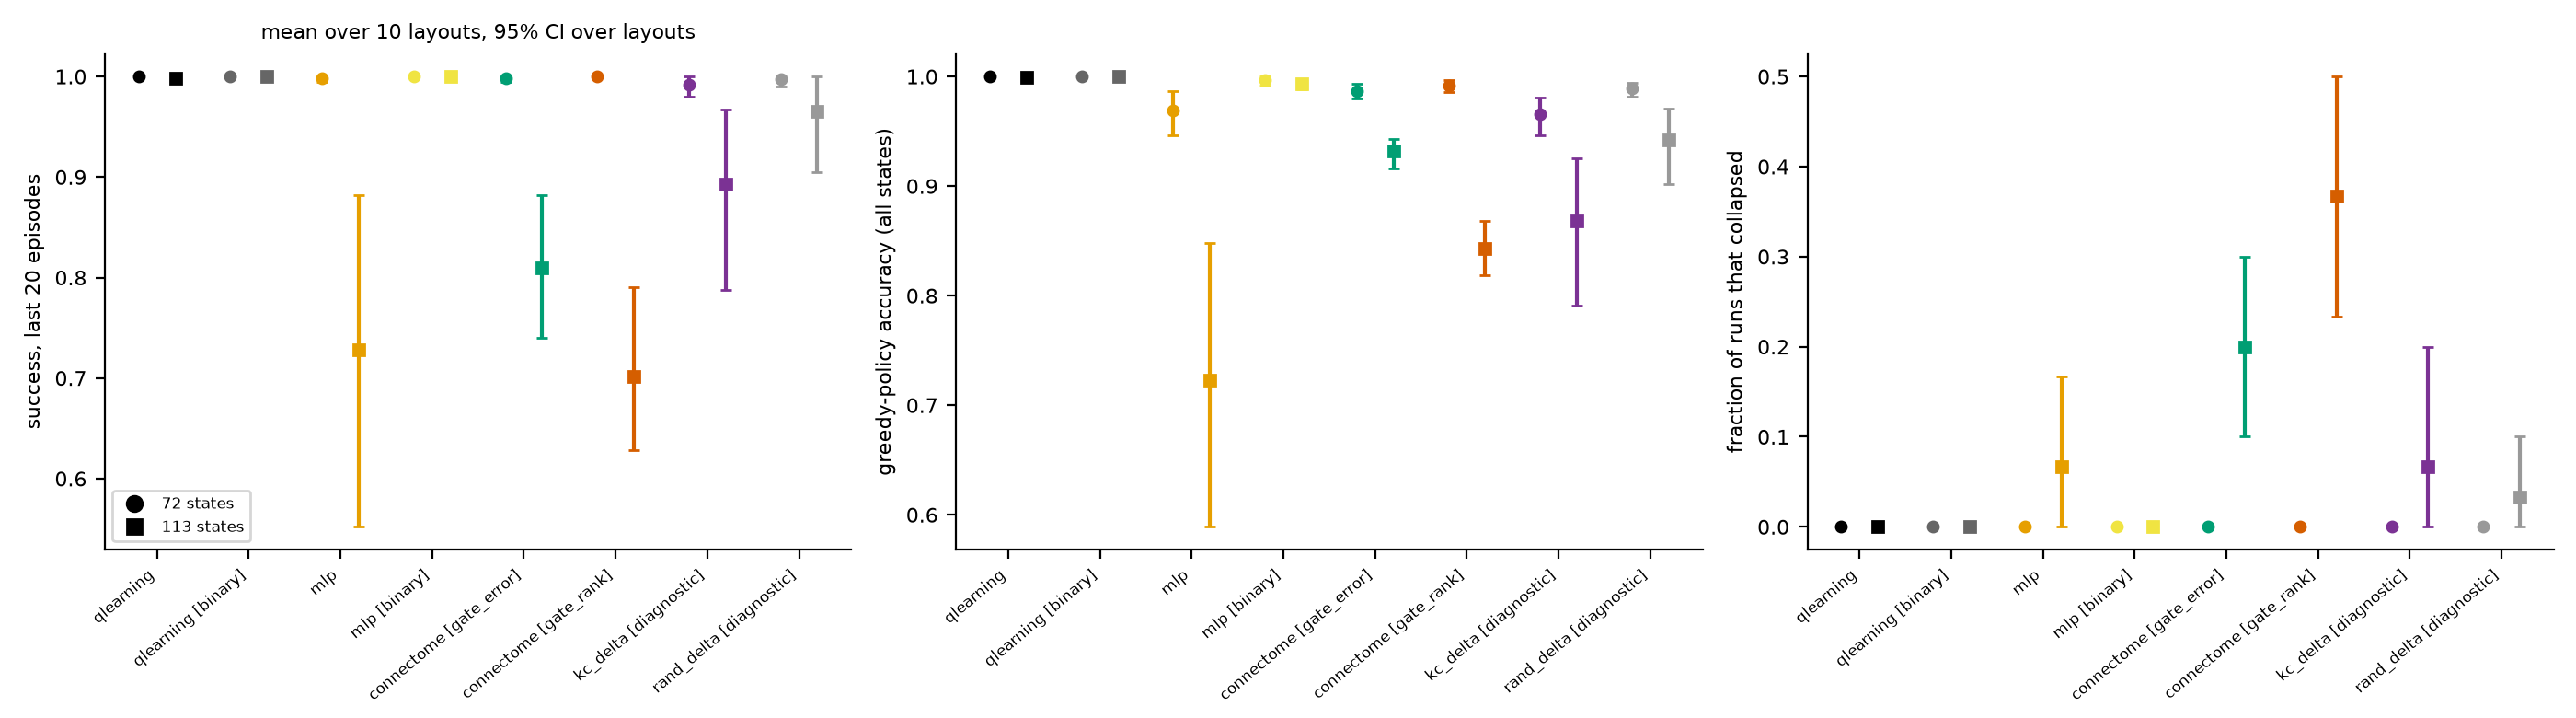 mean over 10 layouts, 95% CI over layouts
success, last 20 episodes
1.0
0.9
0.8
0.7
0.6
72 states
113 states
qlearning
qlearning [binary]
mlp
mlp [binary]
connectome [gate_error]
connectome [gate_rank]
kc_delta [diagnostic]
rand_delta [diagnostic]
greedy-policy accuracy (all states)
1.0
0.9
0.8
0.7
0.6
qlearning
qlearning [binary]
mlp
mlp [binary]
connectome [gate_error]
connectome [gate_rank]
kc_delta [diagnostic]
rand_delta [diagnostic]
fraction of runs that collapsed
0.5
0.4
0.3
0.2
0.1
0.0
qlearning
qlearning [binary]
mlp
mlp [binary]
connectome [gate_error]
connectome [gate_rank]
kc_delta [diagnostic]
rand_delta [diagnostic]